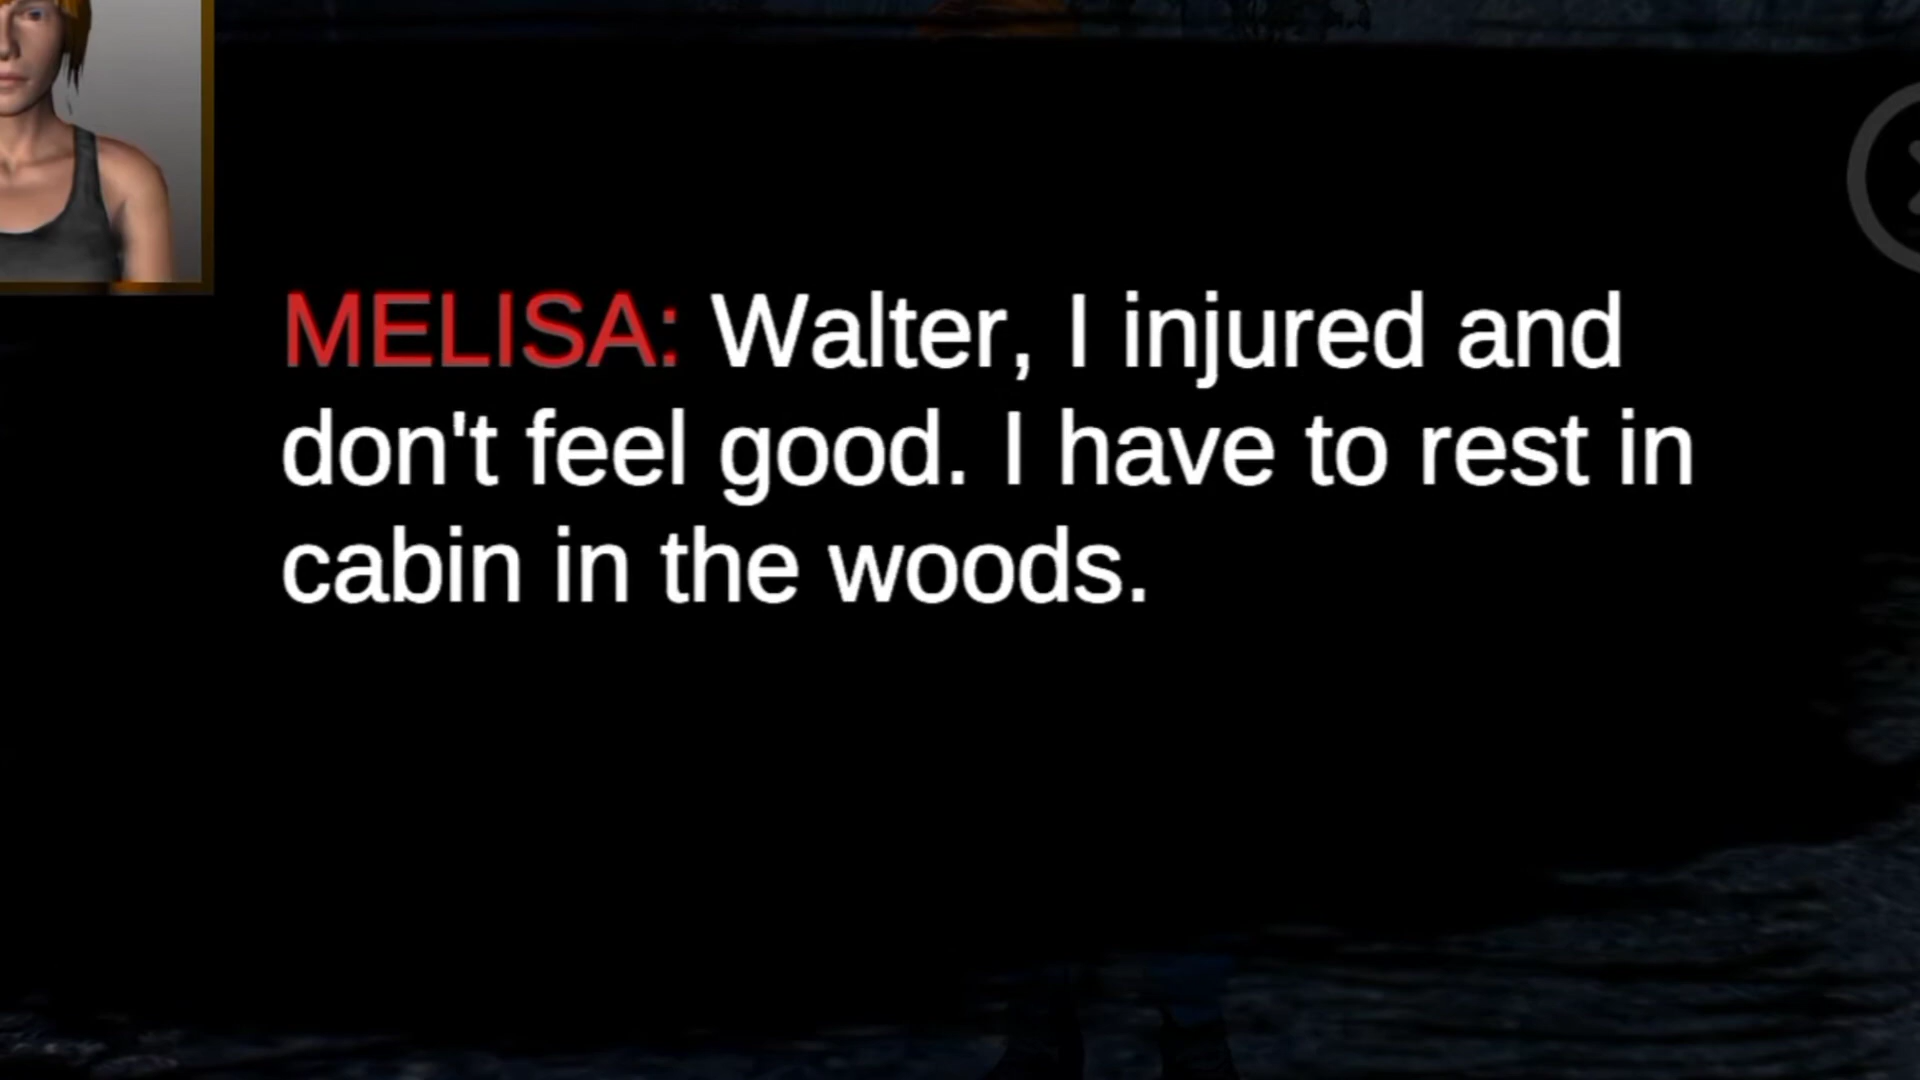 MELISA: Walter, I injured and
don't feel good. I have to rest in
cabin in the woods.